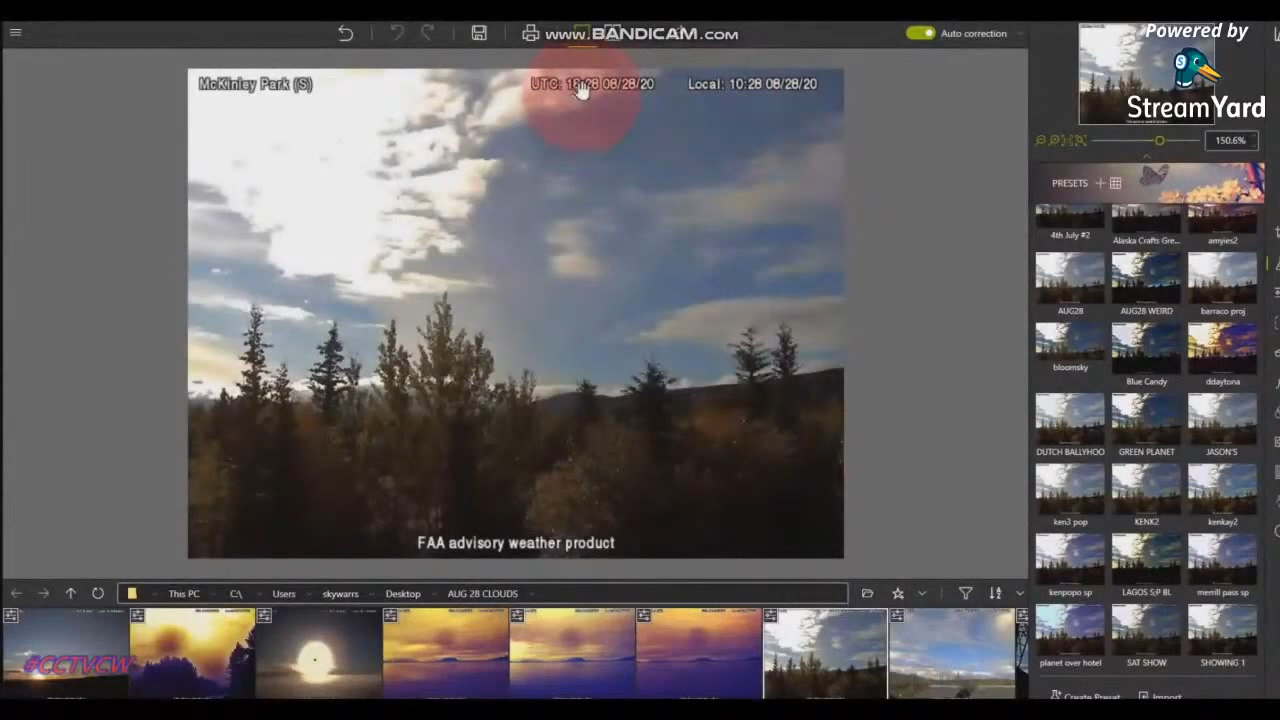 www.BANDICAM.com
Auto correction
Powered by
StreamYard
McKinley Park (S)
UTC: 18:28 08/28/20
Local: 10:28 08/28/20
150.6%
PRESETS
4th July #2
Alaska Crafts Gre...
amyies2
AUG28
AUG28 WEIRD
barraco proj
bloomsky
Blue Candy
ddaytona
DUTCH BALLYHOO
GREEN PLANET
JASON'S
ken3 pop
KENK2
kenkay2
kenpopo sp
LAGOS S;P BL
merrill pass sp
planet over hotel
SAT SHOW
SHOWING 1
Create Preset
Import
FAA advisory weather product
This PC
C:\
Users
skywarrs
Desktop
AUG 28 CLOUDS
#CCTVCW